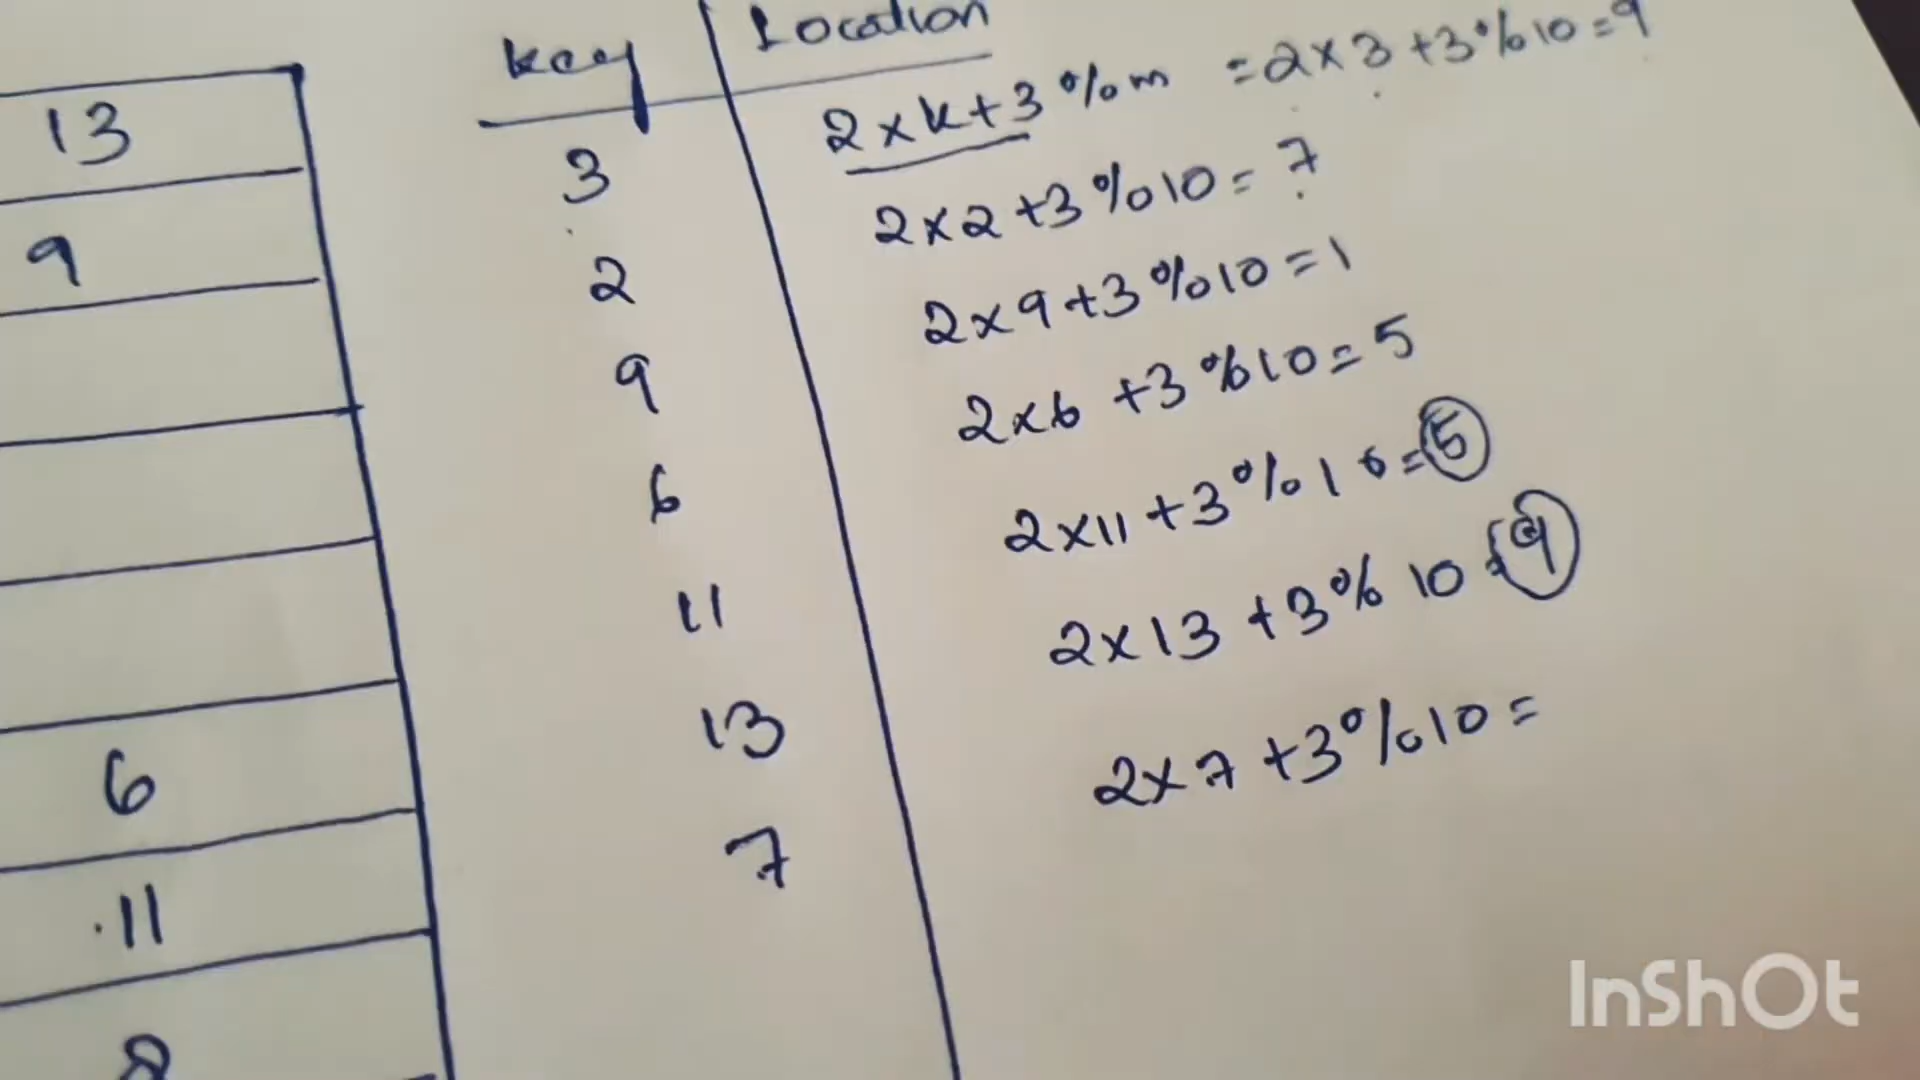 key Location
13 3 2 x k + 3 % m = 2 x 3 + 3 % 10 = 9
9 2 2 x 2 + 3 % 10 = 7
9 2 x 9 + 3 % 10 = 1
6 2 x 6 + 3 % 10 = 5
11 2 x 11 + 3 % 10 = 5
6 13 2 x 13 + 3 % 10 = 9
11 7 2 x 7 + 3 % 10 =
InShOt